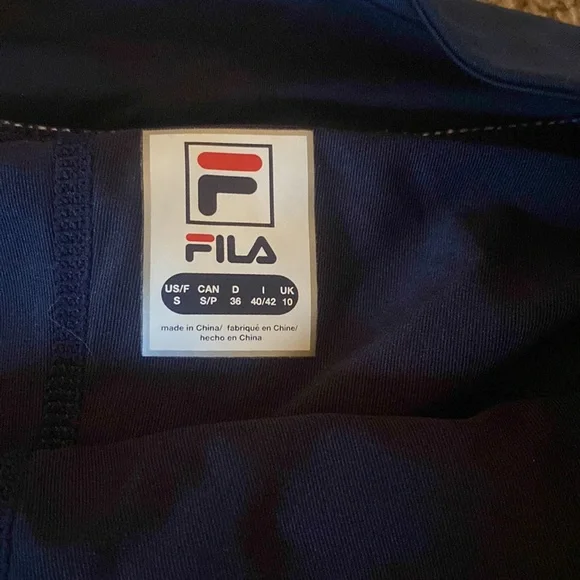 F
FILA
US/F CAN D I UK
S S/P 36 40/42 10
made in China/ fabriqué en Chine/
hecho en China